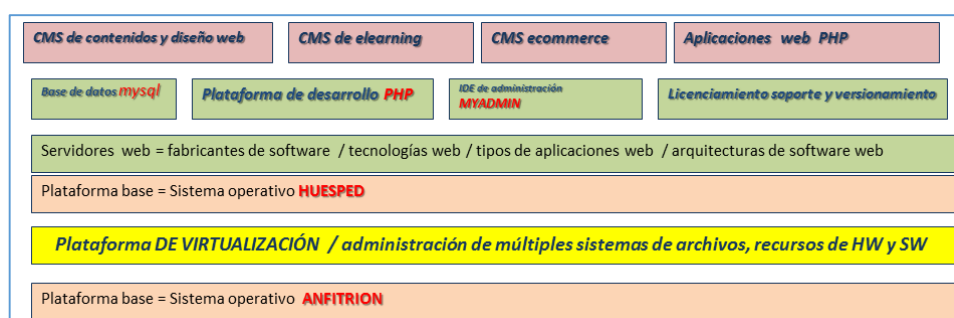 CMS de contenidos y diseño web
CMS de elearning
CMS ecommerce
Aplicaciones web PHP
Base de datos mysql
Plataforma de desarrollo PHP
IDE de administración
MYADMIN
Licenciamiento soporte y versionamiento
Servidores web = fabricantes de software / tecnologías web / tipos de aplicaciones web / arquitecturas de software web
Plataforma base = Sistema operativo HUESPED
Plataforma DE VIRTUALIZACIÓN / administración de múltiples sistemas de archivos, recursos de HW y SW
Plataforma base = Sistema operativo ANFITRION